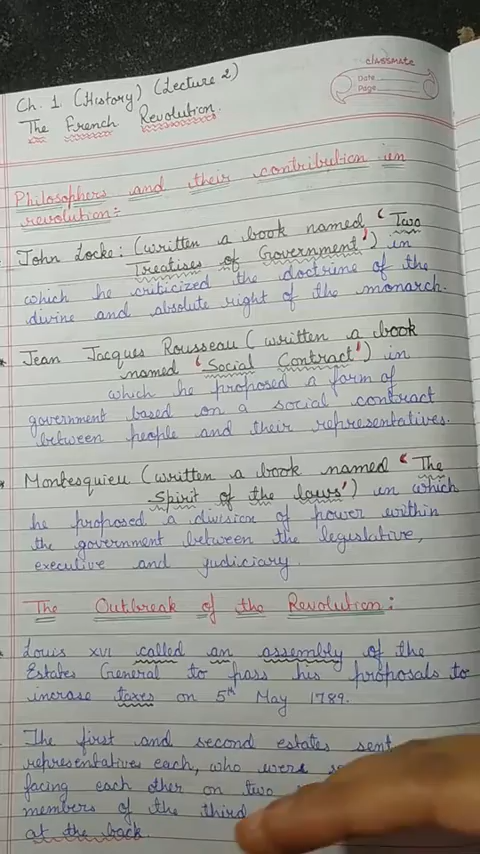 classmate
Date
Page
Ch. 1 (History) (Lecture 2)
The French Revolution.
Philosophers and their contribution in
revolution:-
John Locke: (written a book named ‘Two
Treatises of Government’) in
which he criticized the doctrine of the
divine and absolute right of the monarch.
* Jean Jacques Rousseau (written a book
named ‘Social Contract’) in
which he proposed a form of
government based on a social contract
between people and their representatives.
* Montesquieu (written a book named “The
Spirit of the laws’) in which
he proposed a division of power within
the government between the legislative,
executive and judiciary.
The Outbreak of the Revolution:
Louis XVI called an assembly of the
Estates General to pass his proposals to
increase taxes on 5th May 1789.
The first and second estates sent
representatives each, who were
facing each other on two
members of the third
at the back